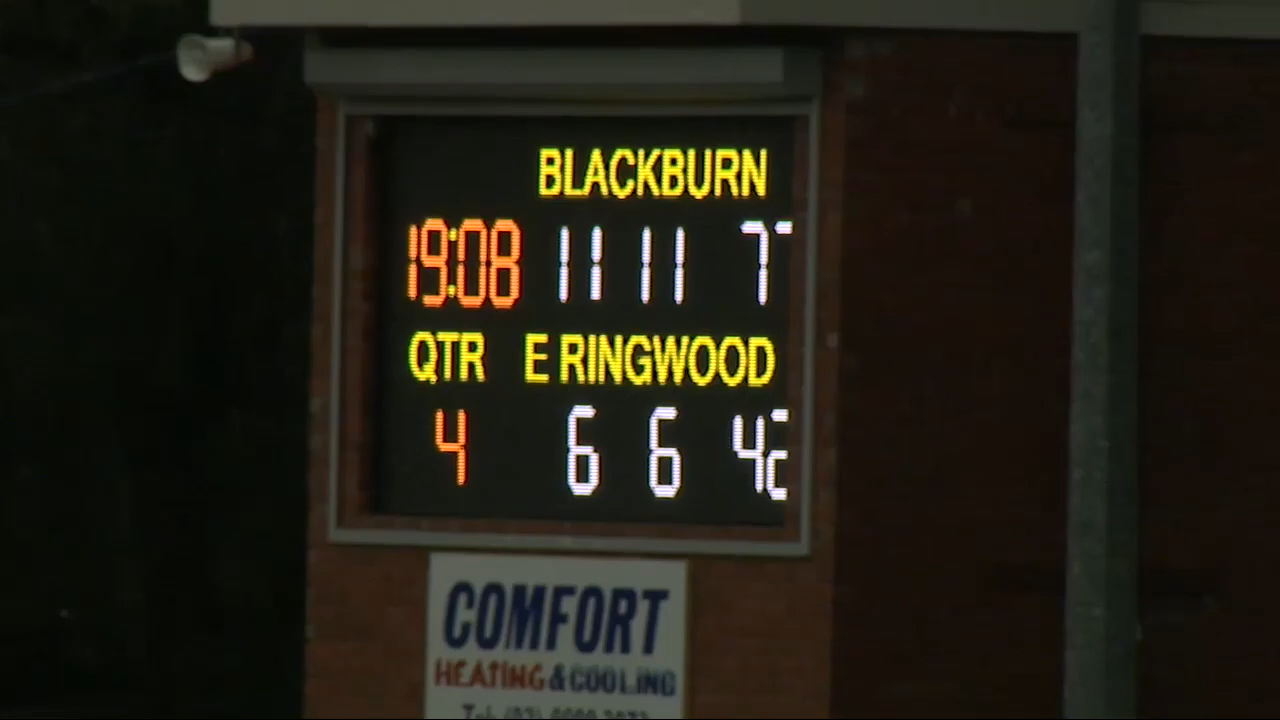 BLACKBURN
19:08 11 11 77
QTR E RINGWOOD
4 6 6 42
COMFORT
HEATING & COOLING